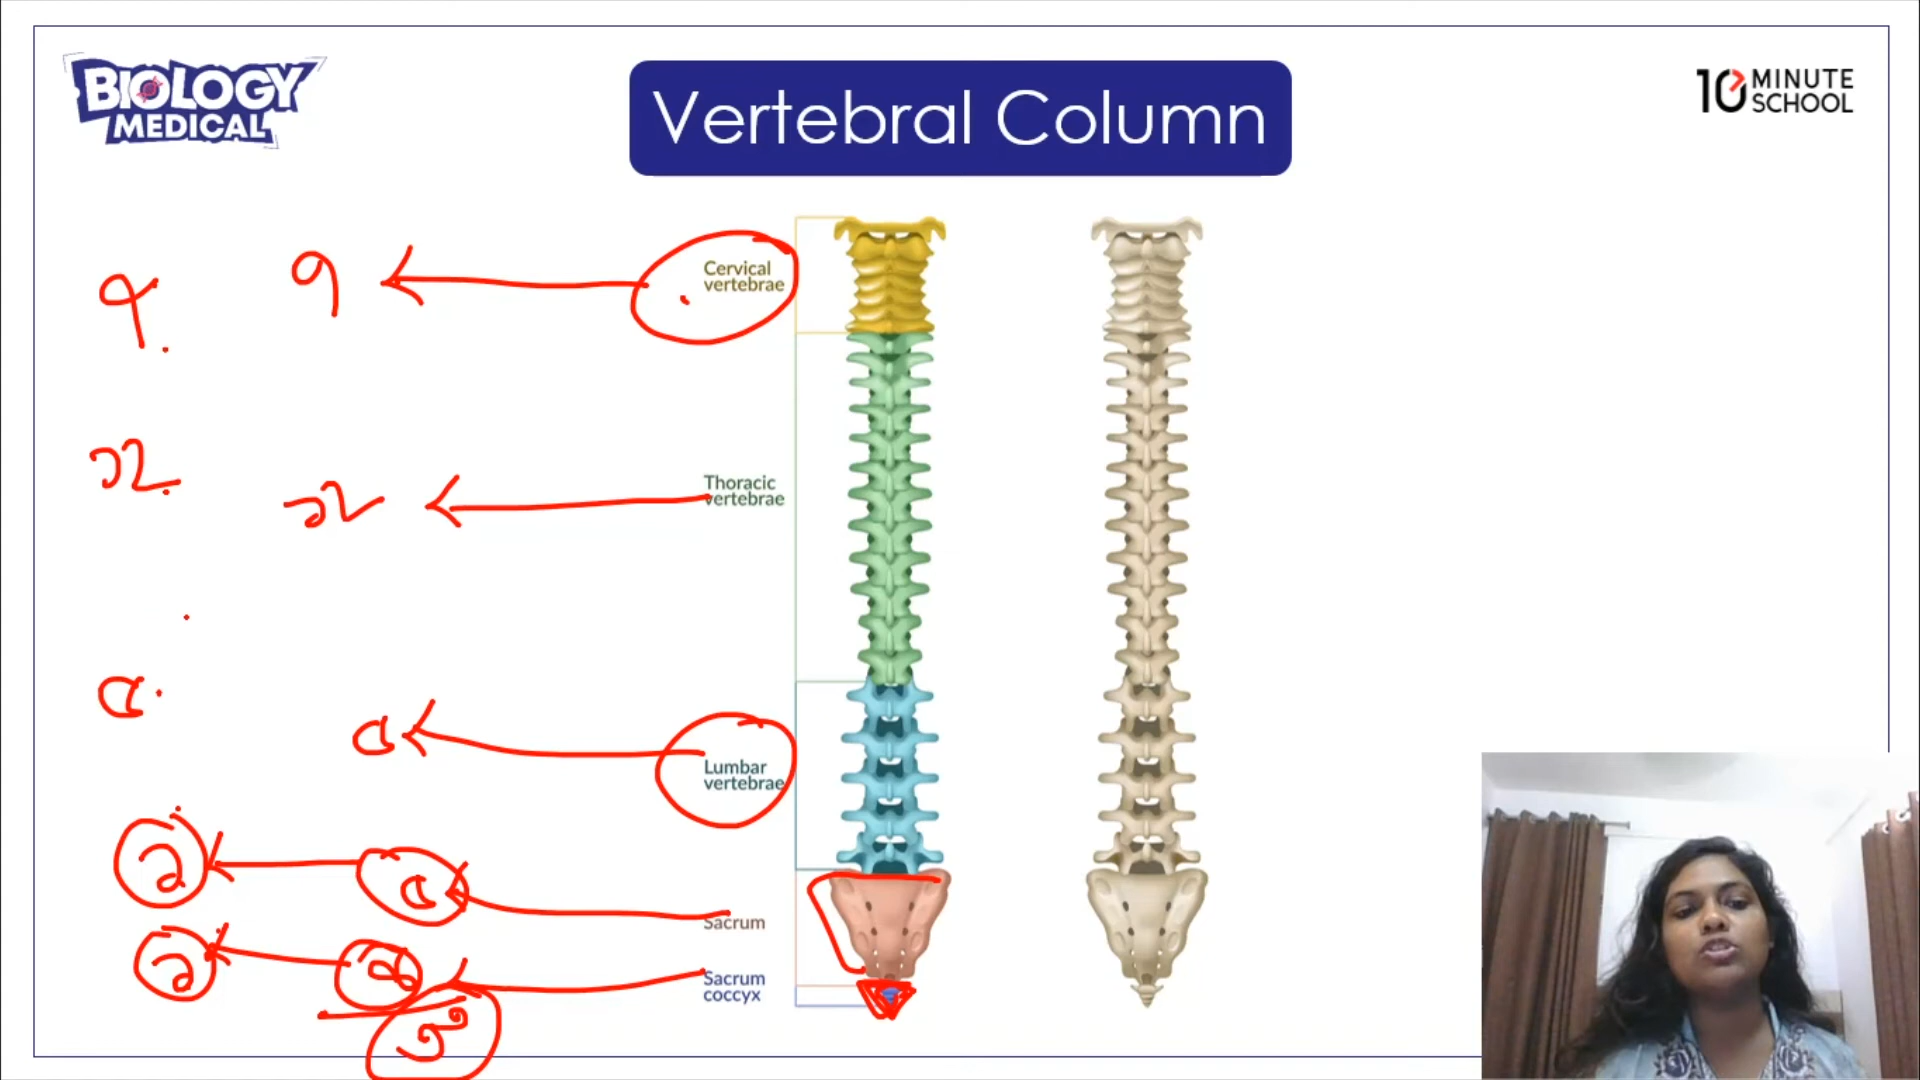 BIOLOGY
MEDICAL
Vertebral Column
10 MINUTE
SCHOOL
Cervical
vertebrae
৭ ৭
Thoracic
vertebrae
১২ ১২
Lumbar
vertebrae
৫ ৫
Sacrum
১ ৫
Sacrum
coccyx
১ ৪